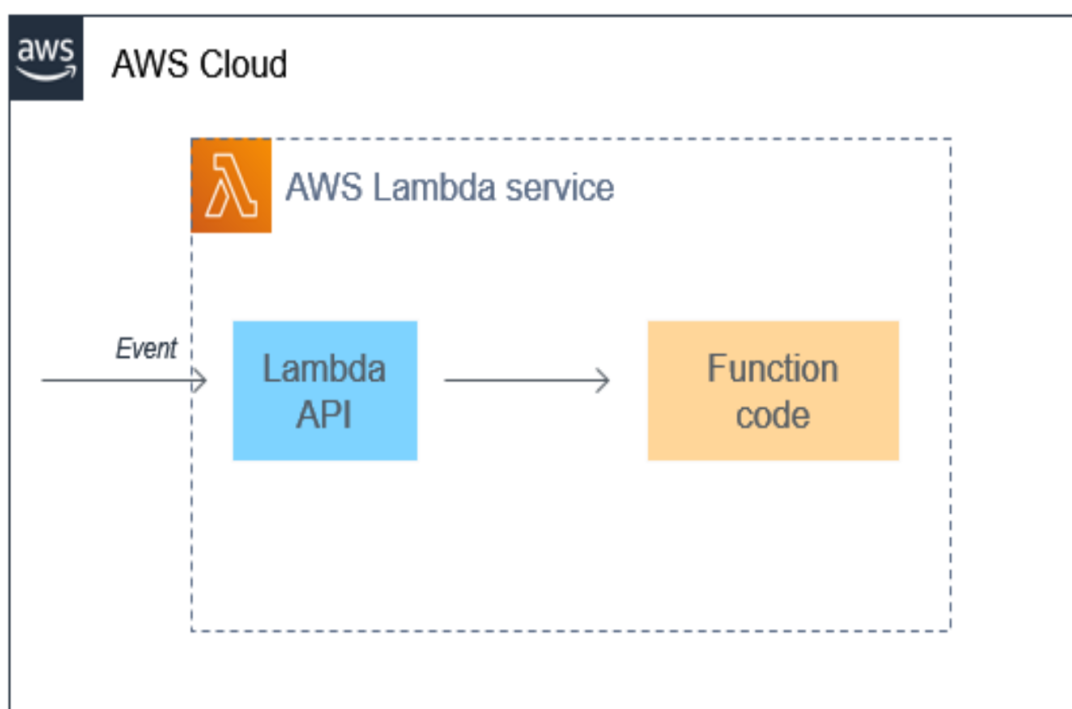 aws
AWS Cloud
AWS Lambda service
Event
Lambda
API
Function
code